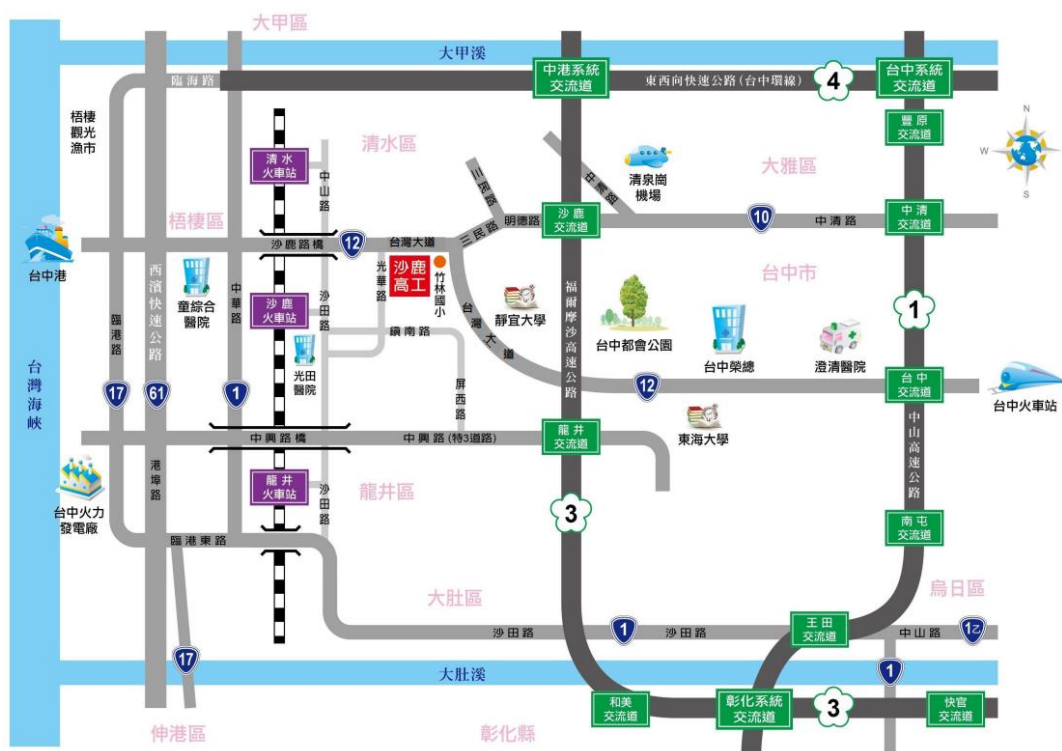 大甲區
大甲溪
臨海路
中港系統
交流道
東西向快速公路(台中環線)
4
台中系統
交流道
豐原
交流道
梧棲
觀光
漁市
清水
火車站
中山路
清水區
三民路
清泉崗
機場
大雅區
N
W
E
S
梧棲區
台中港
沙鹿路橋
12
台灣大道
三民路
明德路
沙鹿
交流道
10
中清路
中清
交流道
西濱快速公路
童綜合
醫院
中華路
光華路
沙鹿
高工
竹林國小
台中市
臨港路
沙鹿
火車站
沙田路
鎮南路
台灣大道
靜宜大學
福爾摩沙高速公路
台中都會公園
台中榮總
澄清醫院
1
光田
醫院
屏西路
台灣海峽
17
61
1
12
台中
交流道
台中火車站
東海大學
中興路橋
中興路(特3道路)
龍井
交流道
中山高速公路
台中火力
發電廠
港埠路
龍井
火車站
沙田路
龍井區
3
南屯
交流道
臨港東路
大肚區
烏日區
沙田路
1
沙田路
王田
交流道
中山路
1乙
17
大肚溪
1
和美
交流道
彰化系統
交流道
3
快官
交流道
伸港區
彰化縣